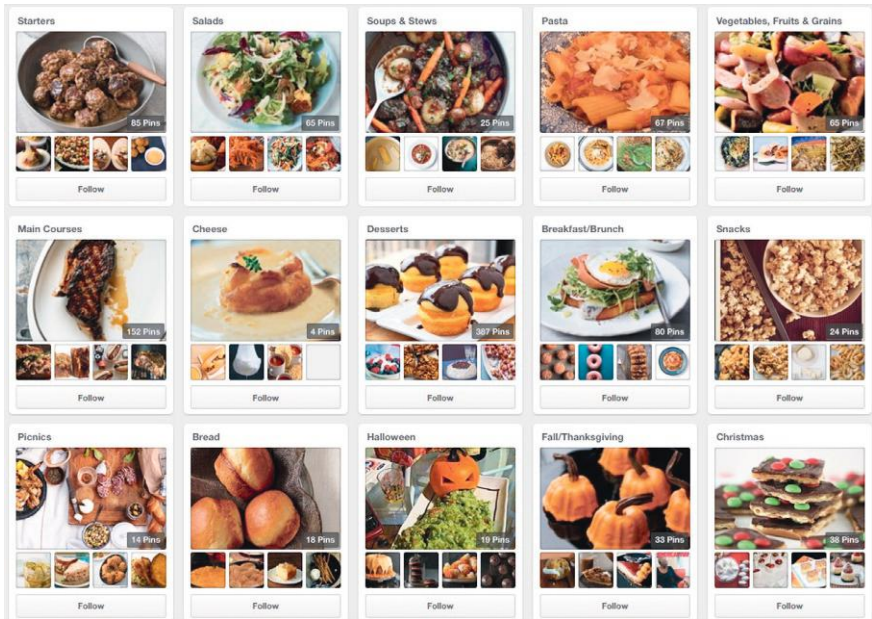 Starters
Salads
Soups & Stews
Pasta
Vegetables, Fruits & Grains
85 Pins
65 Pins
25 Pins
67 Pins
65 Pins
Follow
Follow
Follow
Follow
Follow
Main Courses
Cheese
Desserts
Breakfast/Brunch
Snacks
152 Pins
4 Pins
387 Pins
80 Pins
24 Pins
Follow
Follow
Follow
Follow
Follow
Picnics
Bread
Halloween
Fall/Thanksgiving
Christmas
14 Pins
18 Pins
19 Pins
33 Pins
38 Pins
Follow
Follow
Follow
Follow
Follow